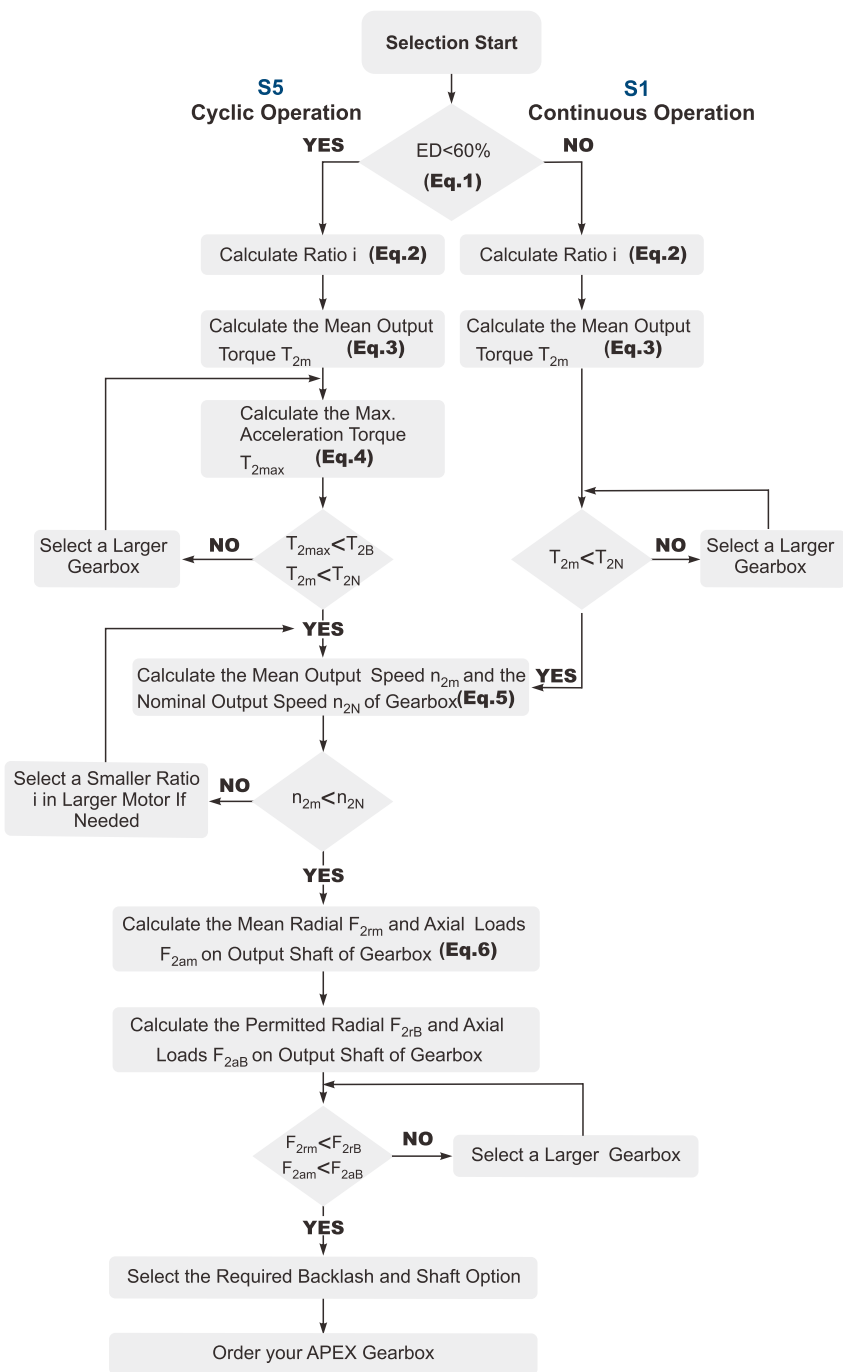 Selection Start
S5
Cyclic Operation
S1
Continuous Operation
YES
ED<60%
(Eq.1)
NO
Calculate Ratio i (Eq.2)
Calculate Ratio i (Eq.2)
Calculate the Mean Output
Torque T2m (Eq.3)
Calculate the Mean Output
Torque T2m (Eq.3)
Calculate the Max.
Acceleration Torque
T2max (Eq.4)
Select a Larger
Gearbox
NO
T2max<T2B
T2m<T2N
T2m<T2N
NO
Select a Larger
Gearbox
YES
Calculate the Mean Output Speed n2m and the
Nominal Output Speed n2N of Gearbox(Eq.5)
YES
Select a Smaller Ratio
i in Larger Motor If
Needed
NO
n2m<n2N
YES
Calculate the Mean Radial F2rm and Axial Loads
F2am on Output Shaft of Gearbox (Eq.6)
Calculate the Permitted Radial F2rB and Axial
Loads F2aB on Output Shaft of Gearbox
F2rm<F2rB
F2am<F2aB
NO
Select a Larger Gearbox
YES
Select the Required Backlash and Shaft Option
Order your APEX Gearbox